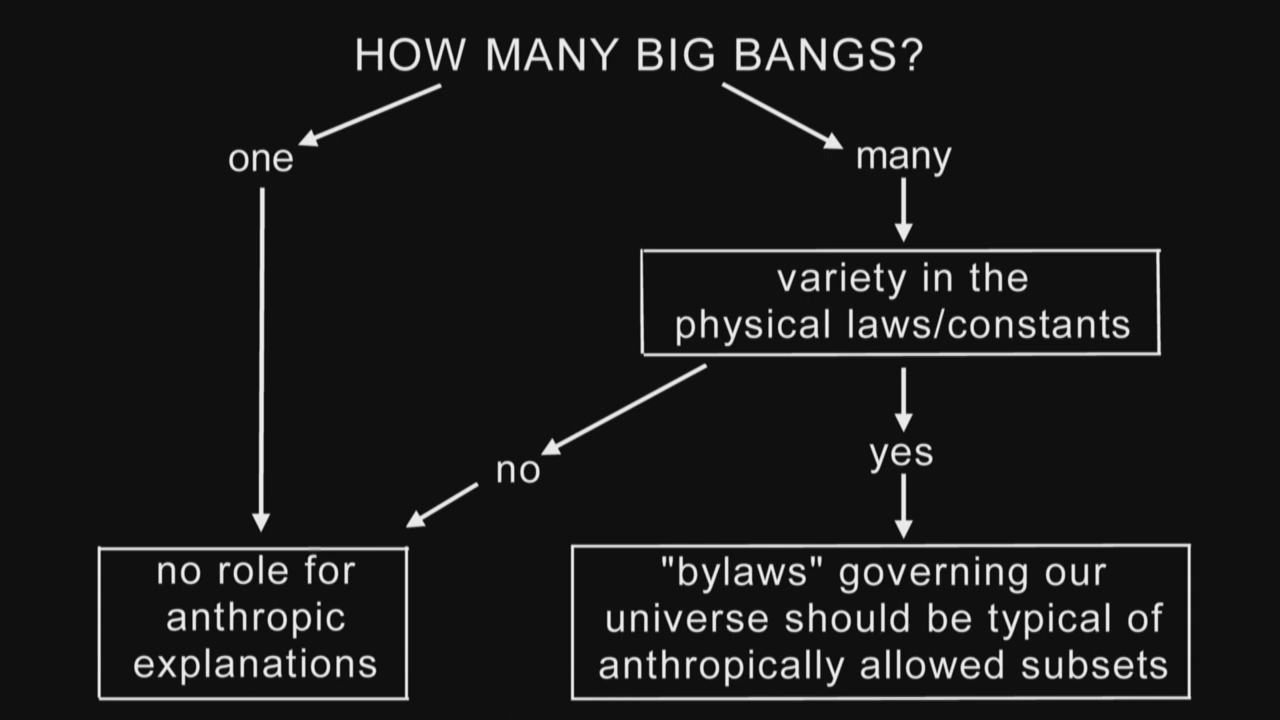 HOW MANY BIG BANGS?
one
many
variety in the
physical laws/constants
no
yes
no role for
anthropic
explanations
"bylaws" governing our
universe should be typical of
anthropically allowed subsets